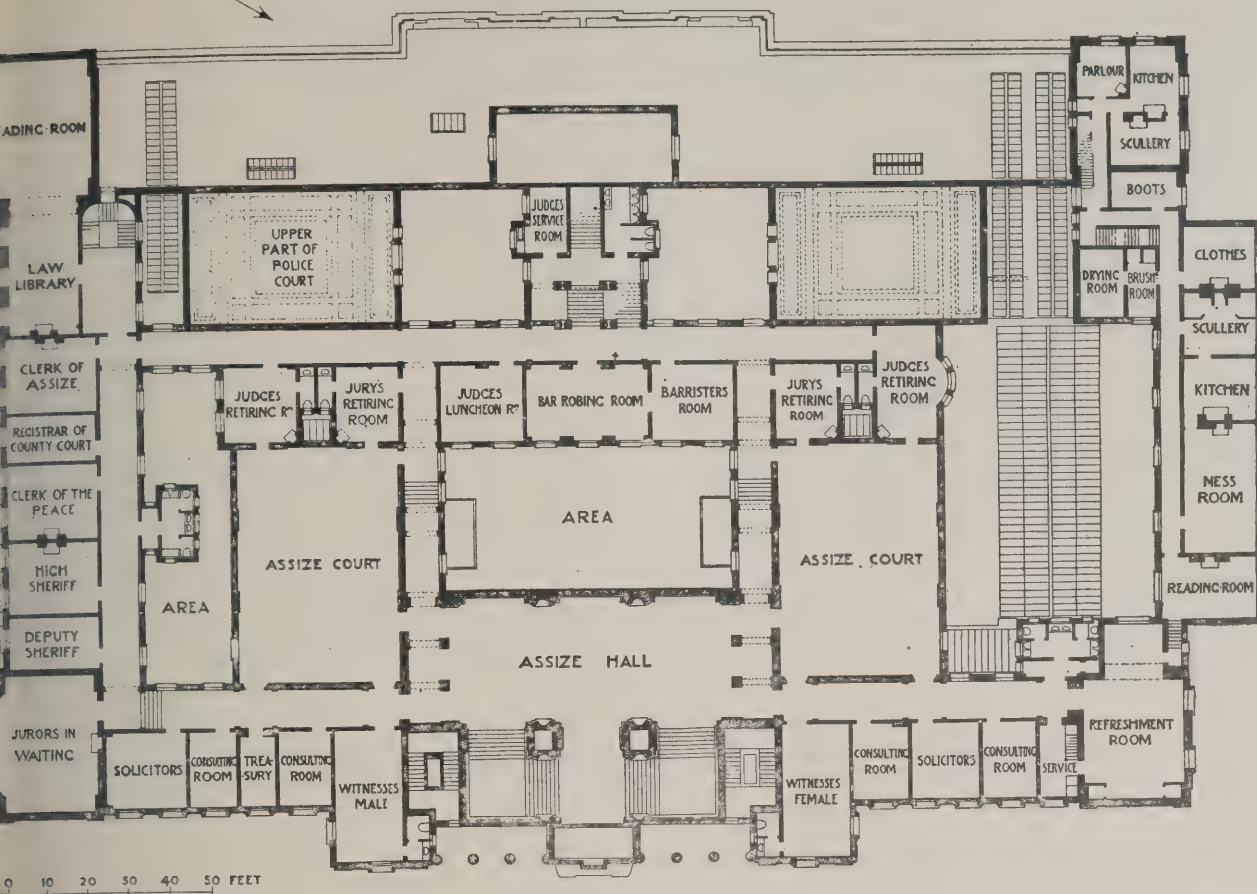 PARLOUR
KITCHEN
ADING-ROOM
SCULLERY
BOOTS
JUDGES
SERVICE
ROOM
UPPER
PART OF
POLICE
COURT
LAW
LIBRARY
CLOTHES
DRYING
ROOM
BRUSH
ROOM
SCULLERY
CLERK OF
ASSIZE
JUDGES
RETIRING Rᴹ
JURY'S
RETIRING
ROOM
JUDGES
LUNCHEON Rᴹ
BAR ROBING ROOM
BARRISTERS
ROOM
JURYS
RETIRING
ROOM
JUDGES
RETIRING
ROOM
KITCHEN
REGISTRAR OF
COUNTY COURT
CLERK OF THE
PEACE
MESS
ROOM
AREA
ASSIZE COURT
ASSIZE COURT
HIGH
SHERIFF
AREA
READING-ROOM
DEPUTY
SHERIFF
ASSIZE HALL
JURORS IN
WAITING
SOLICITORS
CONSULTING
ROOM
TREA-
SURY
CONSULTING
ROOM
WITNESSES
MALE
WITNESSES
FEMALE
CONSULTING
ROOM
SOLICITORS
CONSULTING
ROOM
SERVICE
REFRESHMENT
ROOM
0 10 20 30 40 50 FEET